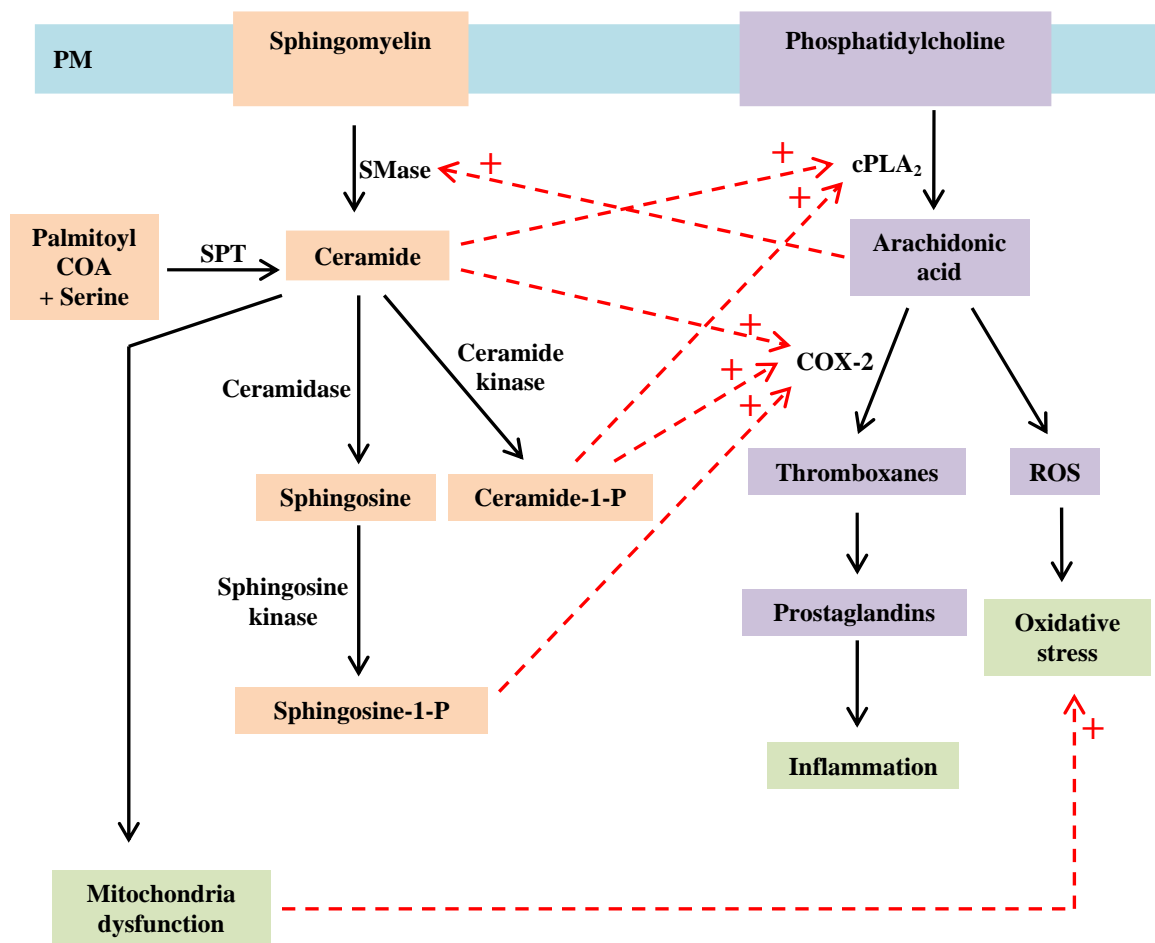 PM
Sphingomyelin
Phosphatidylcholine
SMase
+
+
+
cPLA₂
Palmitoyl
COA
+ Serine
SPT
Ceramide
Arachidonic
acid
Ceramidase
Ceramide
kinase
+
+
+
COX-2
Sphingosine
Ceramide-1-P
Thromboxanes
ROS
Sphingosine
kinase
Prostaglandins
Oxidative
stress
Sphingosine-1-P
+
Inflammation
Mitochondria
dysfunction